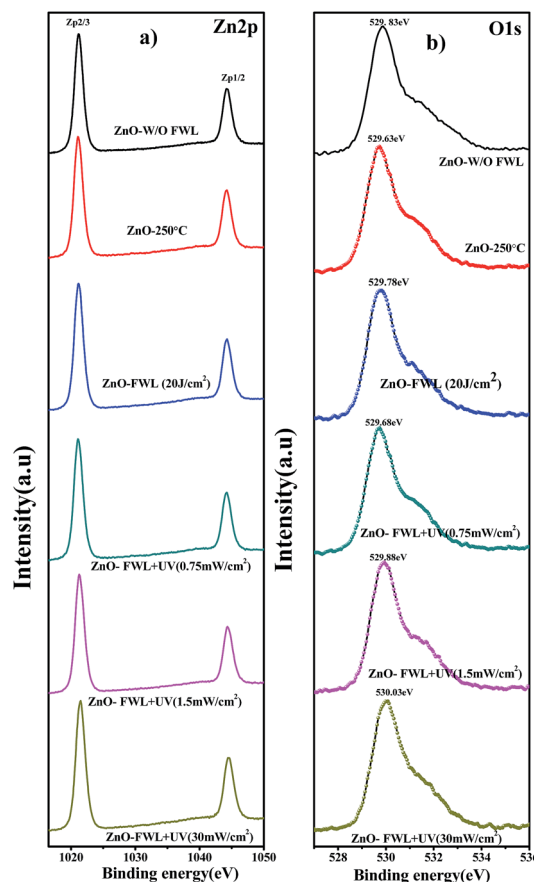 Zn2p
Zp2/3
a)
Zp1/2
ZnO-W/O FWL
ZnO-250°C
ZnO-FWL (20J/cm²)
ZnO- FWL+UV(0.75mW/cm²)
ZnO- FWL+UV(1.5mW/cm²)
ZnO-FWL+UV(30mW/cm²)
Intensity(a.u)
1020 1030 1040 1050
Binding energy(eV)
O1s
529.83eV
b)
ZnO-W/O FWL
529.63eV
ZnO-250°C
529.78eV
ZnO-FWL (20J/cm²)
529.68eV
ZnO- FWL+UV(0.75mW/cm²)
529.88eV
ZnO- FWL+UV(1.5mW/cm²)
530.03eV
ZnO- FWL+UV(30mW/cm²)
Intensity(a.u)
528 530 532 534 536
Binding energy(eV)